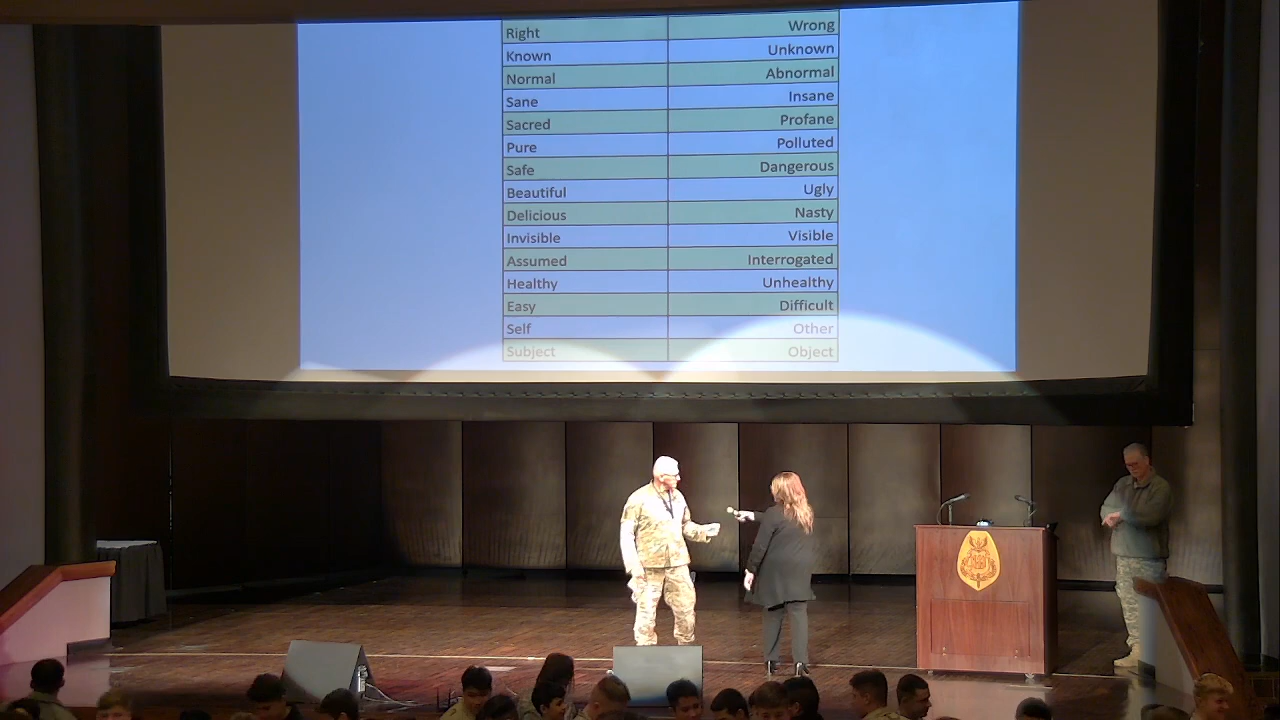 Right Wrong
Known Unknown
Normal Abnormal
Sane Insane
Sacred Profane
Pure Polluted
Safe Dangerous
Beautiful Ugly
Delicious Nasty
Invisible Visible
Assumed Interrogated
Healthy Unhealthy
Easy Difficult
Self Other
Subject Object